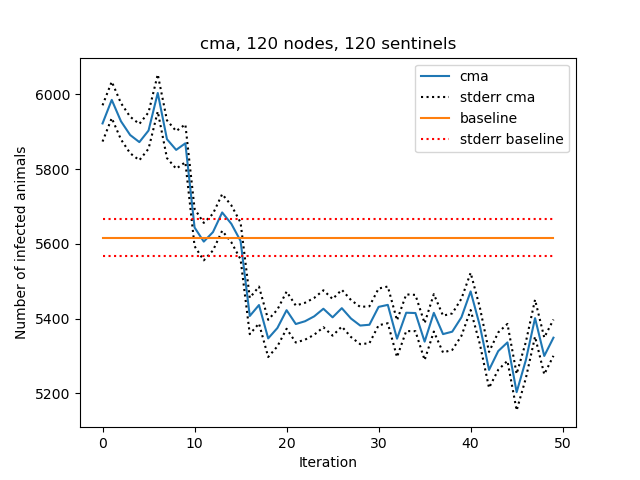 cma, 120 nodes, 120 sentinels
cma
stderr cma
baseline
stderr baseline
Number of infected animals
6000
5800
5600
5400
5200
0 10 20 30 40 50
Iteration